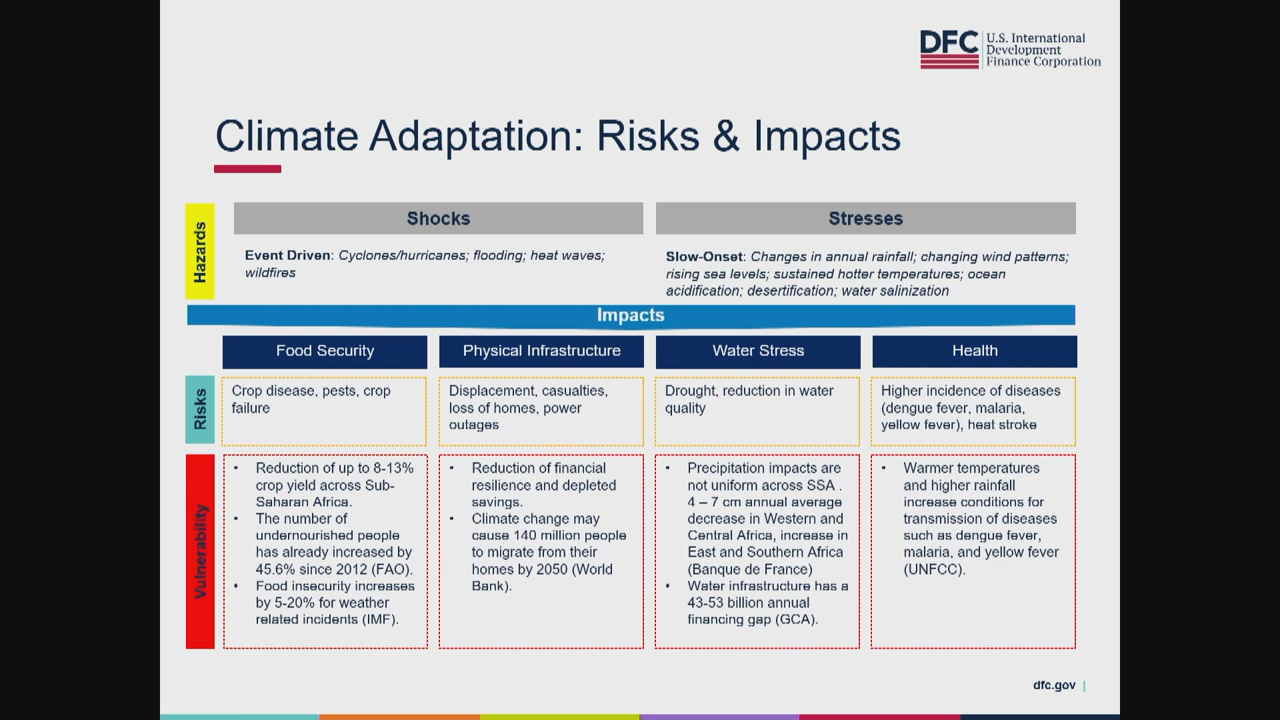 DFC
U.S. International
Development
Finance Corporation
Climate Adaptation: Risks & Impacts
Hazards
Shocks
Event Driven: Cyclones/hurricanes; flooding; heat waves;
wildfires
Stresses
Slow-Onset: Changes in annual rainfall; changing wind patterns;
rising sea levels; sustained hotter temperatures; ocean
acidification; desertification; water salinization
Impacts
Food Security
Physical Infrastructure
Water Stress
Health
Risks
Crop disease, pests, crop
failure
Displacement, casualties,
loss of homes, power
outages
Drought, reduction in water
quality
Higher incidence of diseases
(dengue fever, malaria,
yellow fever), heat stroke
Vulnerability
▪ Reduction of up to 8-13%
crop yield across Sub-
Saharan Africa.
▪ The number of
undernourished people
has already increased by
45.6% since 2012 (FAO).
▪ Food insecurity increases
by 5-20% for weather
related incidents (IMF).
▪ Reduction of financial
resilience and depleted
savings.
▪ Climate change may
cause 140 million people
to migrate from their
homes by 2050 (World
Bank).
▪ Precipitation impacts are
not uniform across SSA .
4 – 7 cm annual average
decrease in Western and
Central Africa, increase in
East and Southern Africa
(Banque de France)
▪ Water infrastructure has a
43-53 billion annual
financing gap (GCA).
▪ Warmer temperatures
and higher rainfall
increase conditions for
transmission of diseases
such as dengue fever,
malaria, and yellow fever
(UNFCC).
dfc.gov |